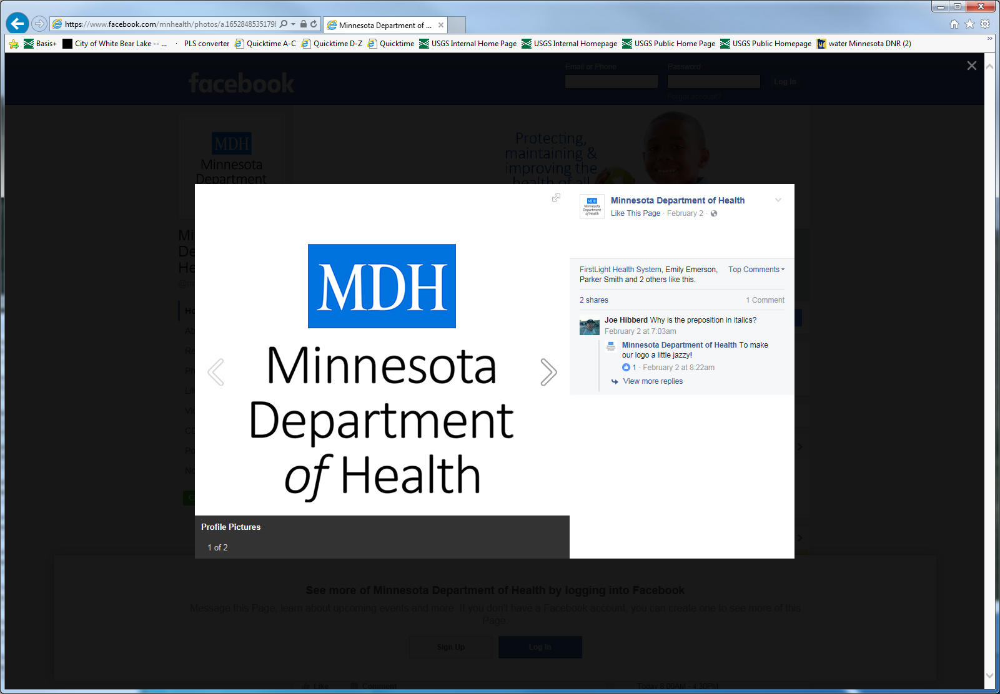 https://www.facebook.com/mnhealth/photos/a.165284853517
Minnesota Department of ...
Basis+
City of White Bear Lake -- ...
PLS converter
Quicktime A-C
Quicktime D-Z
Quicktime
USGS Internal Home Page
USGS Internal Homepage
USGS Public Home Page
USGS Public Homepage
water Minnesota DNR (2)
facebook
Email or Phone
Password
Log In
Forgot account?
MDH
Minnesota
Department
Protecting,
maintaining &
improving the
health of all
MDH
Minnesota
Department
of Health
Profile Pictures
1 of 2
MDH
Minnesota
Department
of Health
Minnesota Department of Health
Like This Page · February 2 ·
FirstLight Health System, Emily Emerson,
Parker Smith and 2 others like this.
Top Comments
2 shares
1 Comment
Joe Hibberd Why is the preposition in italics?
February 2 at 7:03am
Minnesota Department of Health To make
our logo a little jazzy!
1 · February 2 at 8:22am
View more replies
See more of Minnesota Department of Health by logging into Facebook
Message this Page, learn about upcoming events and more. If you don't have a Facebook account, you can create one to see more of this
Page.
Sign Up
Log In
Like
Comment
Today 8:00AM - 4:30PM